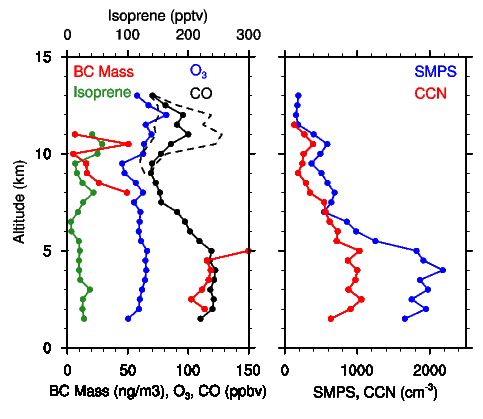 Isoprene (pptv)
0 100 200 300
15
10
5
0
Altitude (km)
BC Mass O₃
Isoprene CO
0 50 100 150
BC Mass (ng/m3), O₃, CO (ppbv)
SMPS
CCN
0 1000 2000
SMPS, CCN (cm⁻³)